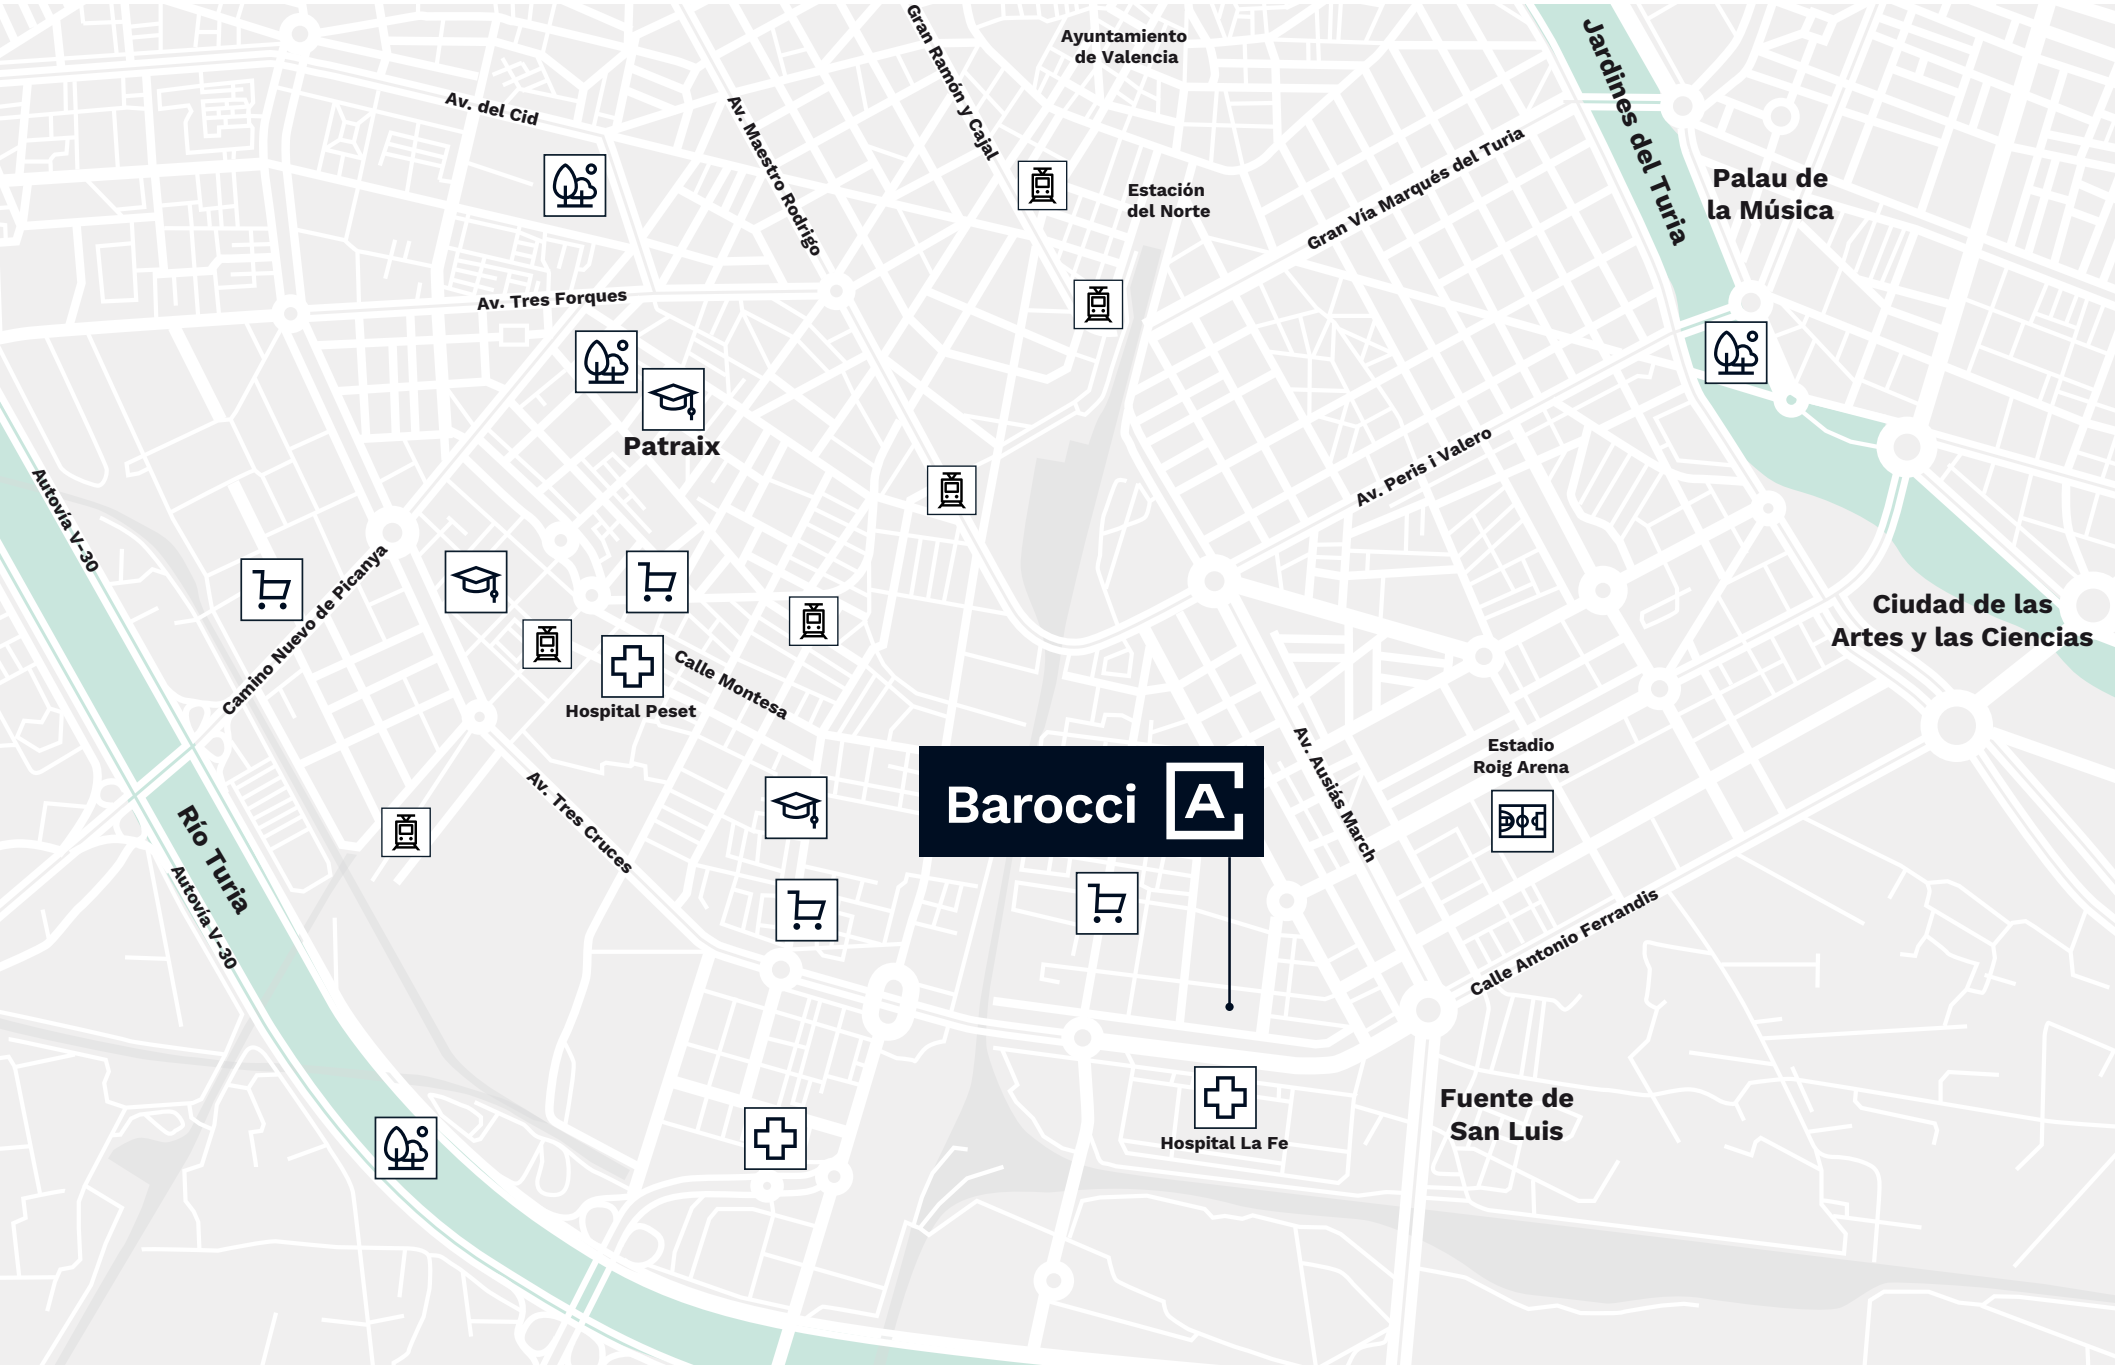 Ayuntamiento
de Valencia
Gran Ramón y Cajal
Jardines del Turia
Av. del Cid
Av. Maestro Rodrigo
Gran Vía Marqués del Turia
Palau de
la Música
Estación
del Norte
Av. Tres Forques
Patraix
Av. Peris i Valero
Autovía V-30
Camino Nuevo de Picanya
Ciudad de las
Artes y las Ciencias
Calle Montesa
Hospital Peset
Av. Tres Cruces
Barocci A
Av. Ausiás March
Estadio
Roig Arena
Río Turia
Autovía V-30
Calle Antonio Ferrandis
Fuente de
San Luis
Hospital La Fe